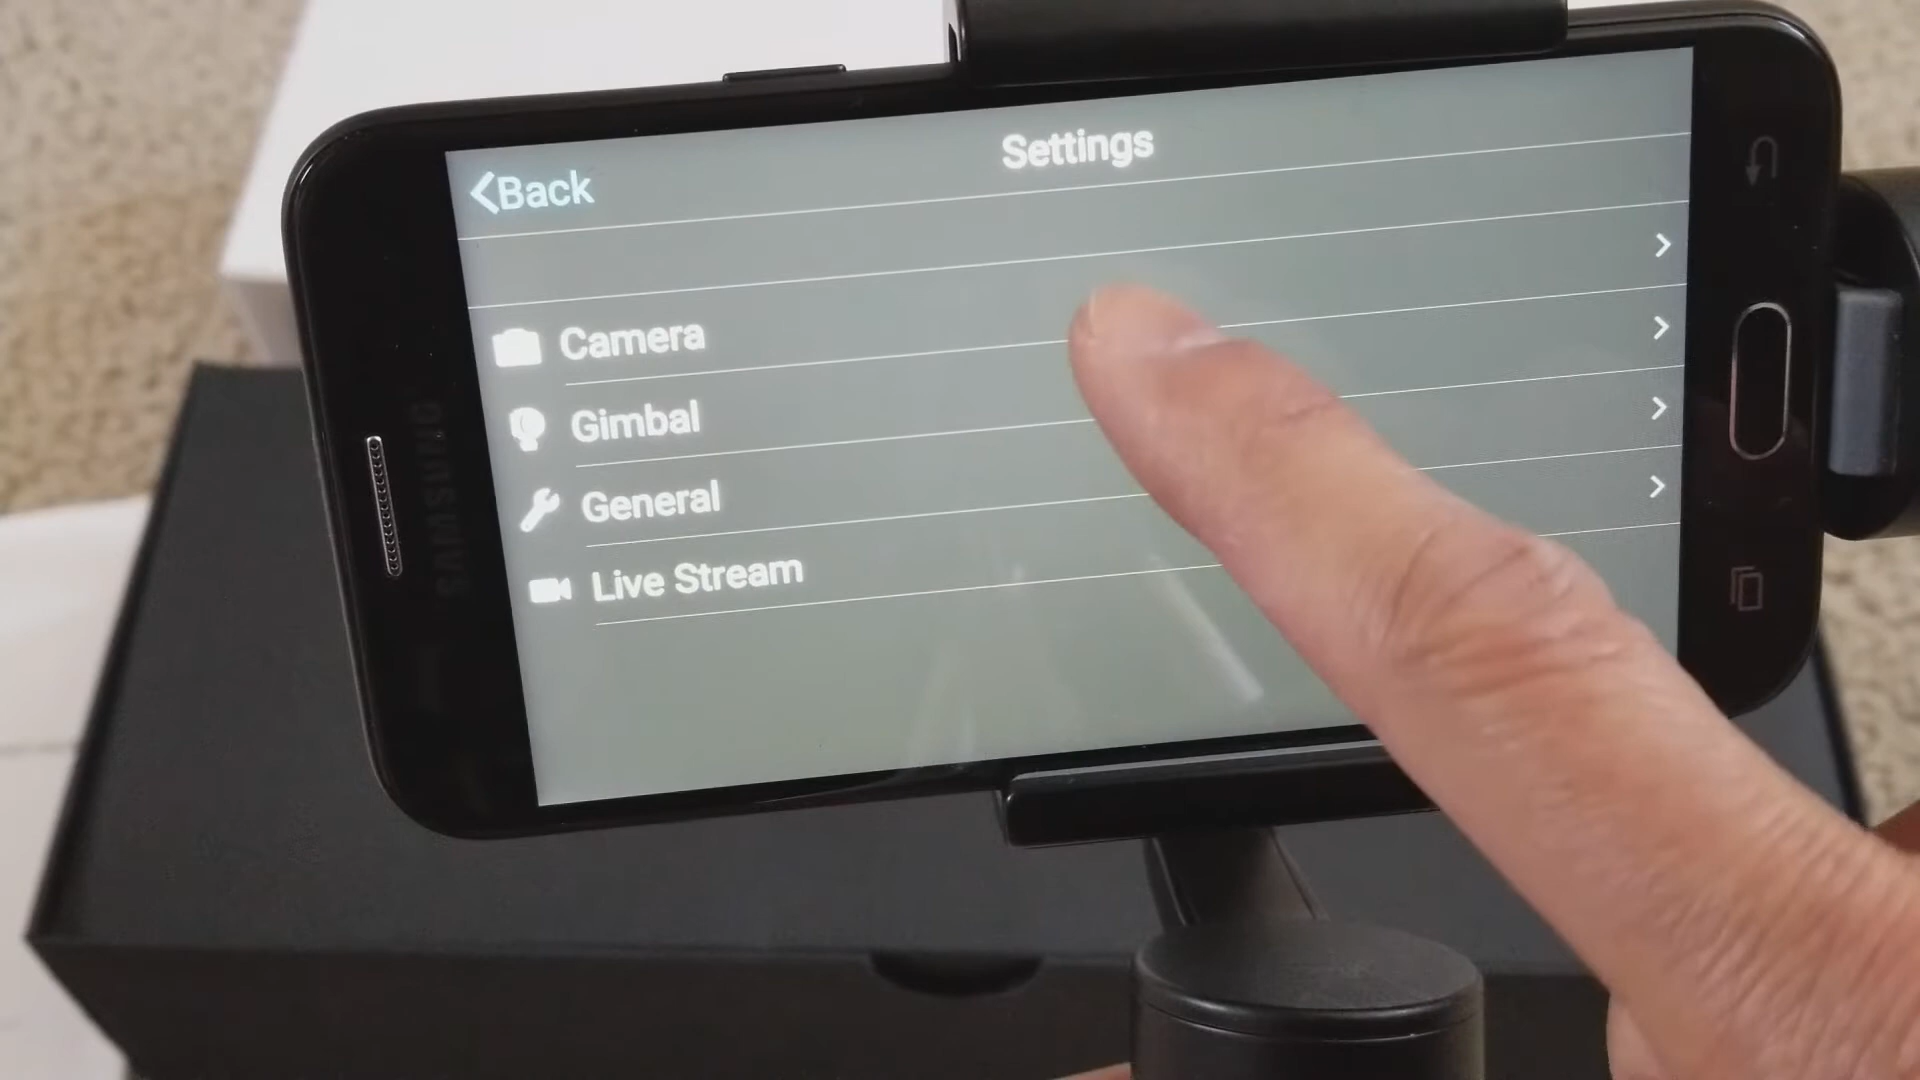 Settings
Back
Camera
Gimbal
General
Live Stream
SAMSUNG